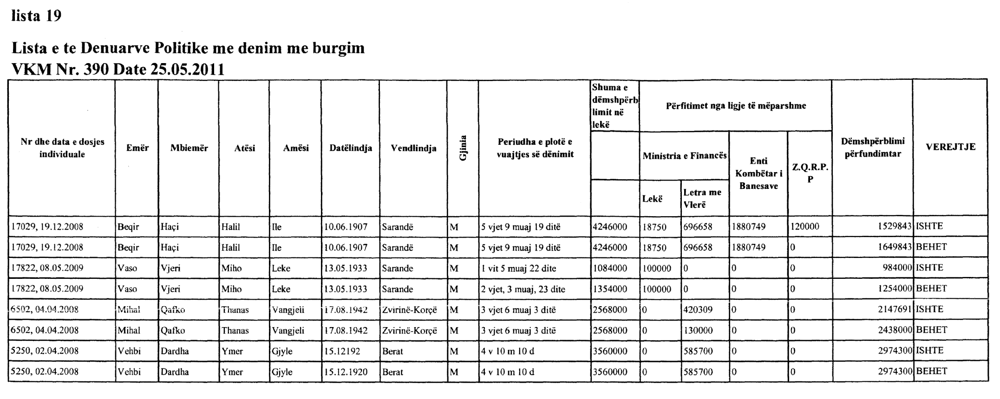 lista 19
Lista e te Denuarve Politike me denim me burgim
VKM Nr. 390 Date 25.05.2011
Nr dhe data e dosjes individuale Emër Mbiemër Atësi Amësi Datëlindja Vendlindja Gjinia Periudha e plotë e vuajtjes së dënimit Shuma e dëmshpërb limit në lekë Përfitimet nga ligje të mëparshme Dëmshpërblimi përfundimtar VEREJTJE
Ministria e Financës Enti Kombëtar i Banesave Z.Q.R.P. P
Lekë Letra me Vlerë
17029, 19.12.2008 Beqir Haçi Halil Ile 10.06.1907 Sarandë M 5 vjet 9 muaj 19 ditë 4246000 18750 696658 1880749 120000 1529843 ISHTE
17029, 19.12.2008 Beqir Haçi Halil Ile 10.06.1907 Sarandë M 5 vjet 9 muaj 19 ditë 4246000 18750 696658 1880749 0 1649843 BEHET
17822, 08.05.2009 Vaso Vjeri Miho Leke 13.05.1933 Sarande M 1 vit 5 muaj 22 dite 1084000 100000 0 0 0 984000 ISHTE
17822, 08.05.2009 Vaso Vjeri Miho Leke 13.05.1933 Sarande M 2 vjet, 3 muaj, 23 dite 1354000 100000 0 0 0 1254000 BEHET
6502, 04.04.2008 Mihal Qafko Thanas Vangjeli 17.08.1942 Zvirinë-Korçë M 3 vjet 6 muaj 3 ditë 2568000 0 420309 0 0 2147691 ISHTE
6502, 04.04.2008 Mihal Qafko Thanas Vangjeli 17.08.1942 Zvirinë-Korçë M 3 vjet 6 muaj 3 ditë 2568000 0 130000 0 0 2438000 BEHET
5250, 02.04.2008 Vehbi Dardha Ymer Gjyle 15.12192 Berat M 4 v 10 m 10 d 3560000 0 585700 0 0 2974300 ISHTE
5250, 02.04.2008 Vehbi Dardha Ymer Gjyle 15.12.1920 Berat M 4 v 10 m 10 d 3560000 0 585700 0 0 2974300 BEHET